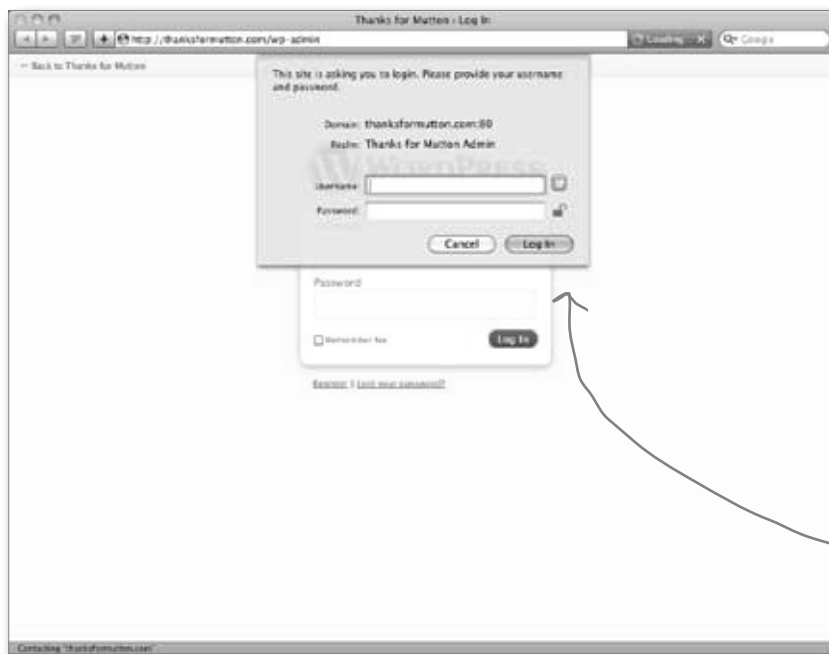 Thanks for Mutton › Log In
http://thanksformutton.com/wp-admin
Loading
Google
← Back to Thanks for Mutton
This site is asking you to login. Please provide your username
and password.
Domain: thanksformutton.com:80
Realm: Thanks for Mutton Admin
WORDPRESS
Username:
Password:
Cancel
Log In
Password
Remember Me
Log In
Register | Lost your password?
Contacting "thanksformutton.com"